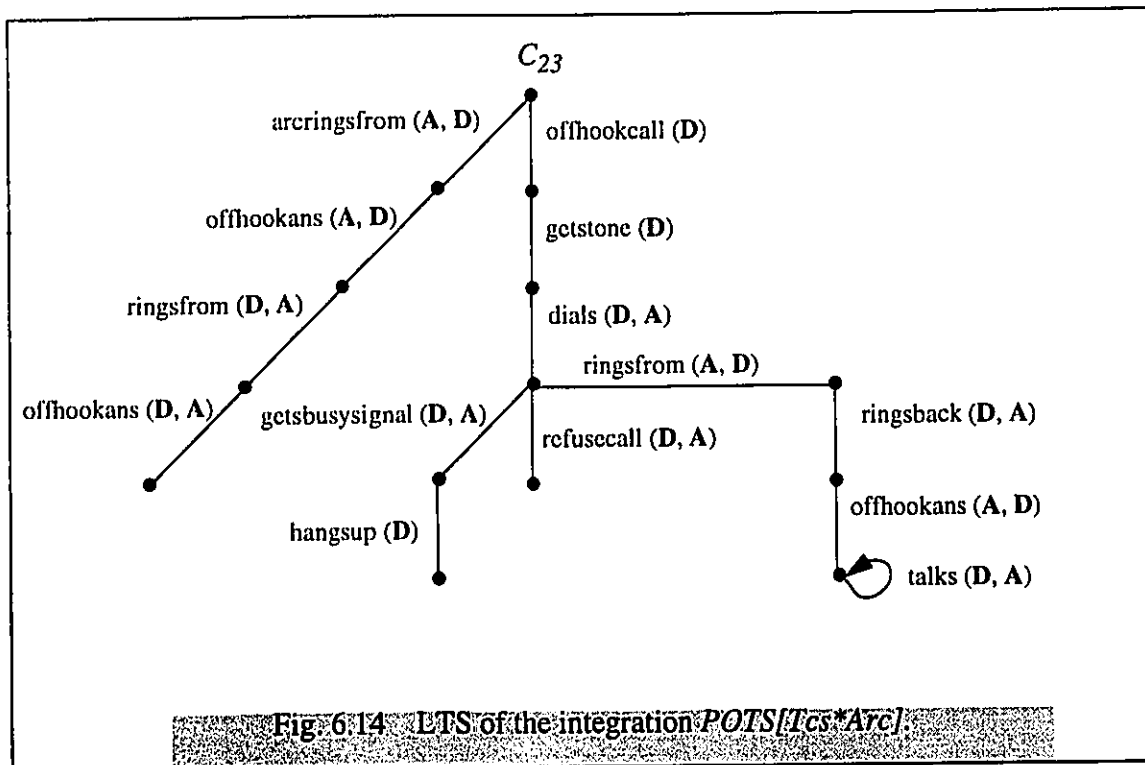 C23
arcringsfrom (A, D)
offhookcall (D)
offhookans (A, D)
getstone (D)
ringsfrom (D, A)
dials (D, A)
ringsfrom (A, D)
offhookans (D, A)
getsbusysignal (D, A)
refusecall (D, A)
ringsback (D, A)
hangsup (D)
offhookans (A, D)
talks (D, A)
Fig. 6.14 LTS of the integration POTS[Tcs*Arc].